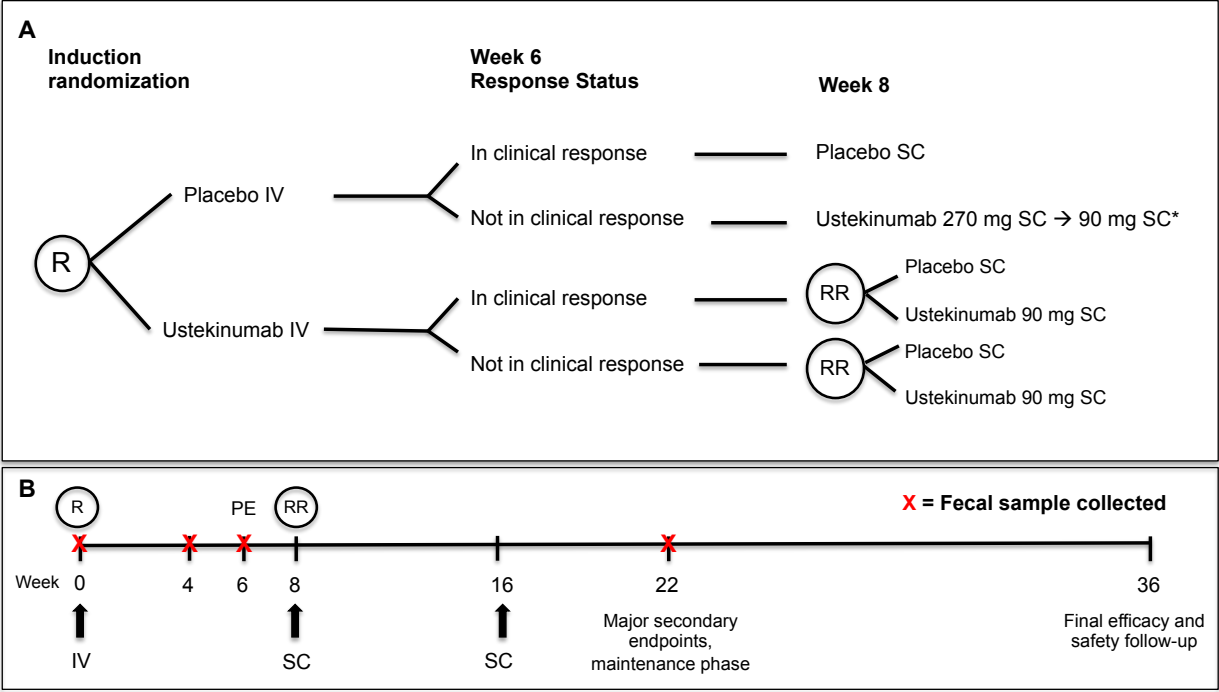 A
Induction
randomization
Week 6
Response Status
Week 8
In clinical response
Placebo SC
Placebo IV
Not in clinical response
Ustekinumab 270 mg SC → 90 mg SC*
R
Placebo SC
In clinical response
RR
Ustekinumab 90 mg SC
Ustekinumab IV
Placebo SC
Not in clinical response
RR
Ustekinumab 90 mg SC
B
R
PE
RR
X = Fecal sample collected
X X X X
Week 0 4 6 8 16 22 36
Major secondary
endpoints,
maintenance phase
Final efficacy and
safety follow-up
IV
SC
SC